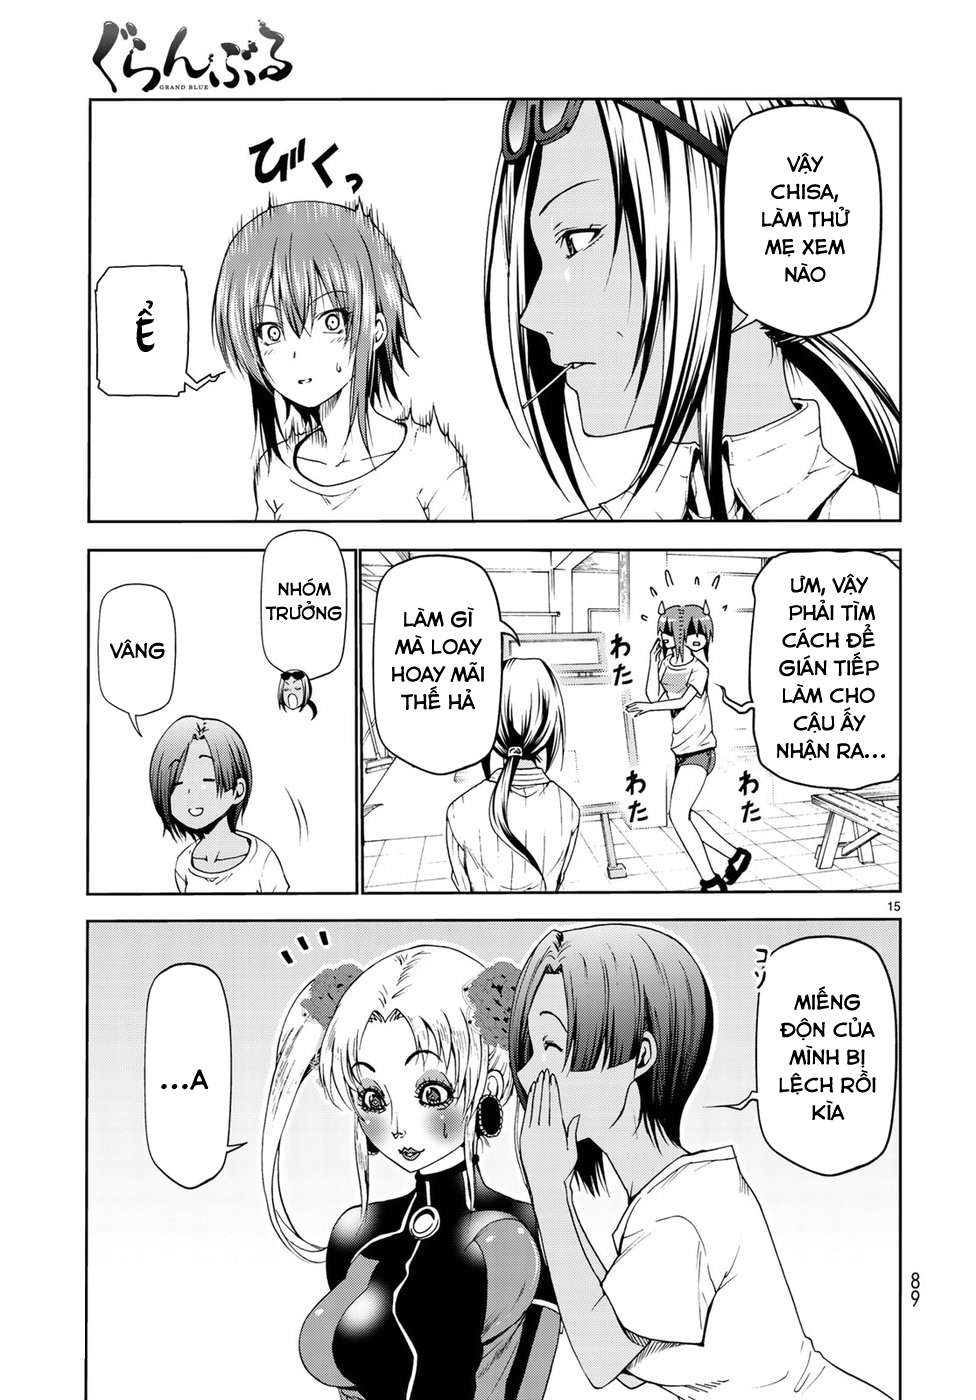 ぐらんぶる
GRAND BLUE
VẬY
CHISA,
LÀM THỬ
MẸ XEM
NÀO
びくっ
Ể
ƯM, VẬY
PHẢI TÌM
CÁCH ĐỂ
GIÁN TIẾP
LÀM CHO
CẬU ẤY
NHẬN RA...
わた
わた
わた
LÀM GÌ
MÀ LOAY
HOAY MÃI
THẾ HẢ
NHÓM
TRƯỞNG
VÂNG
15
コソ
MIẾNG
ĐỘN CỦA
MÌNH BỊ
LỆCH RỒI
KÌA
...A
89